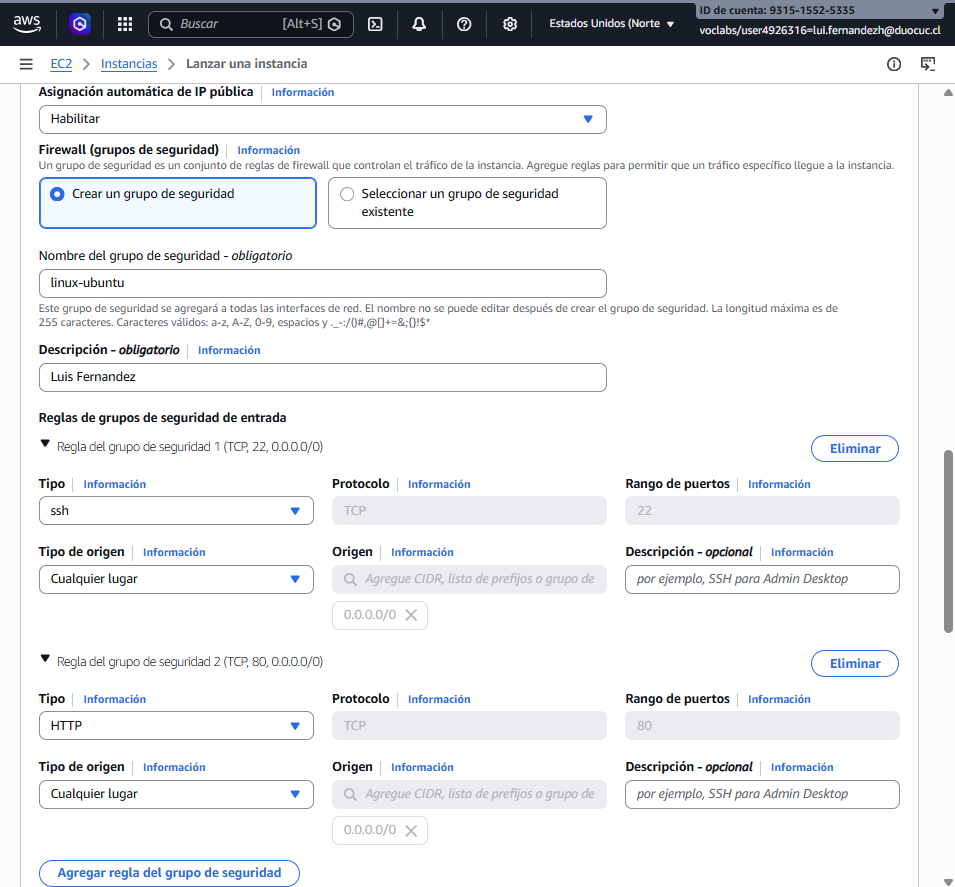 aws
Buscar [Alt+S]
Estados Unidos (Norte
ID de cuenta: 9315-1552-5335
voclabs/user4926316=lui.fernandezh@duocuc.cl
EC2 > Instancias > Lanzar una instancia
Asignación automática de IP pública | Información
Habilitar
Firewall (grupos de seguridad) | Información
Un grupo de seguridad es un conjunto de reglas de firewall que controlan el tráfico de la instancia. Agregue reglas para permitir que un tráfico específico llegue a la instancia.
Crear un grupo de seguridad
Seleccionar un grupo de seguridad
existente
Nombre del grupo de seguridad - obligatorio
linux-ubuntu
Este grupo de seguridad se agregará a todas las interfaces de red. El nombre no se puede editar después de crear el grupo de seguridad. La longitud máxima es de
255 caracteres. Caracteres válidos: a-z, A-Z, 0-9, espacios y ._-:/()#,@[]+=&;{}!$*
Descripción - obligatorio | Información
Luis Fernandez
Reglas de grupos de seguridad de entrada
Regla del grupo de seguridad 1 (TCP, 22, 0.0.0.0/0) Eliminar
Tipo | Información Protocolo | Información Rango de puertos | Información
ssh TCP 22
Tipo de origen | Información Origen | Información Descripción - opcional | Información
Cualquier lugar Agregue CIDR, lista de prefijos o grupo de por ejemplo, SSH para Admin Desktop
0.0.0.0/0
Regla del grupo de seguridad 2 (TCP, 80, 0.0.0.0/0) Eliminar
Tipo | Información Protocolo | Información Rango de puertos | Información
HTTP TCP 80
Tipo de origen | Información Origen | Información Descripción - opcional | Información
Cualquier lugar Agregue CIDR, lista de prefijos o grupo de por ejemplo, SSH para Admin Desktop
0.0.0.0/0
Agregar regla del grupo de seguridad